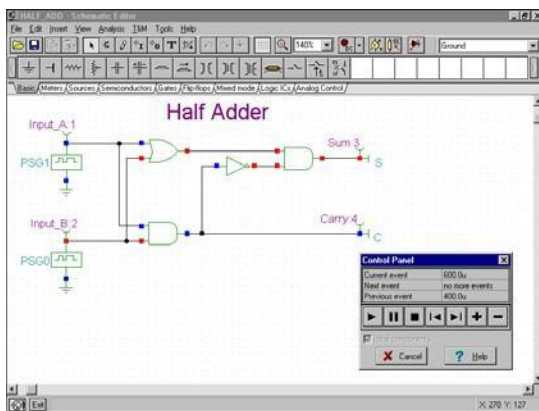 HALF_ADD - Schematic Editor
File Edit Insert View Analysis T&M Tools Help
140% Ground
Basic Meters Sources Semiconductors Gates Flip-flops Mixed mode Logic ICs Analog Control
Half Adder
Input_A:1
PSG1
Sum 3
S
Input_B:2
PSG0
Carry:4
C
Control Panel
Current event 600.0u
Next event no more events
Previous event 400.0u
Cancel Help
Exit X: 270 Y: 127